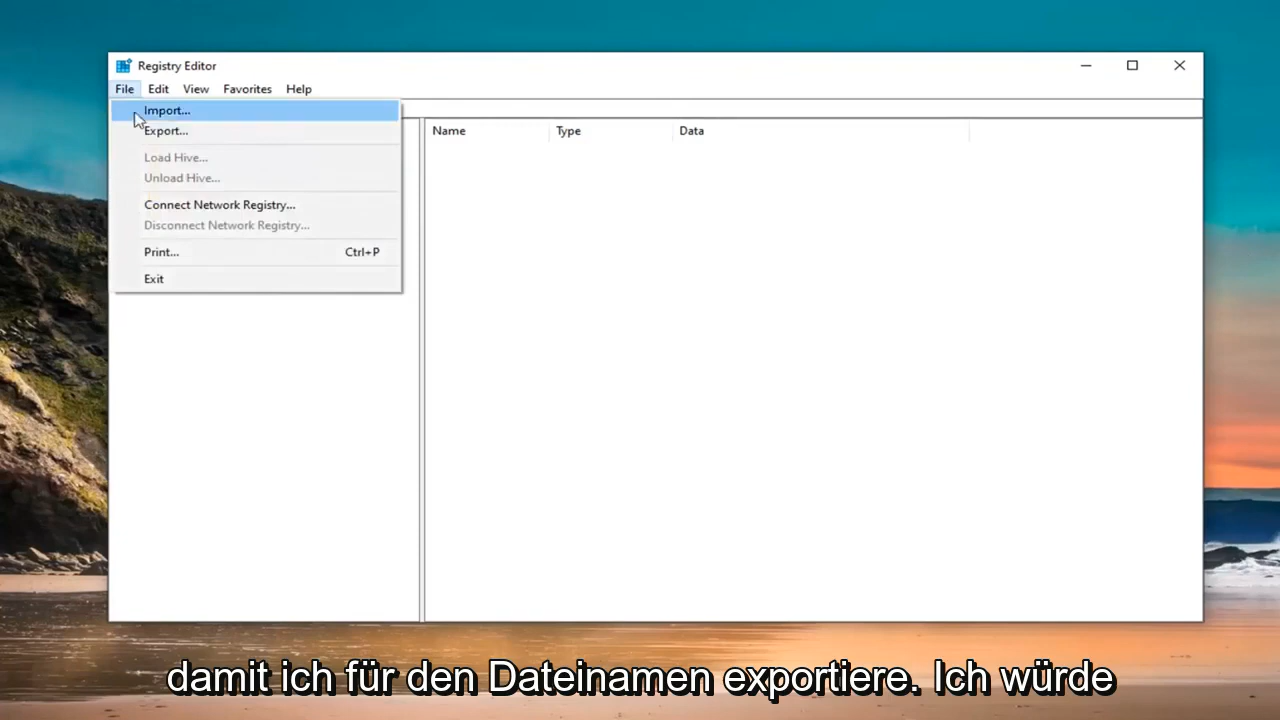 Registry Editor
File Edit View Favorites Help
Import...
Export...
Load Hive...
Unload Hive...
Connect Network Registry...
Disconnect Network Registry...
Print... Ctrl+P
Exit
Name Type Data
damit ich für den Dateinamen exportiere. Ich würde